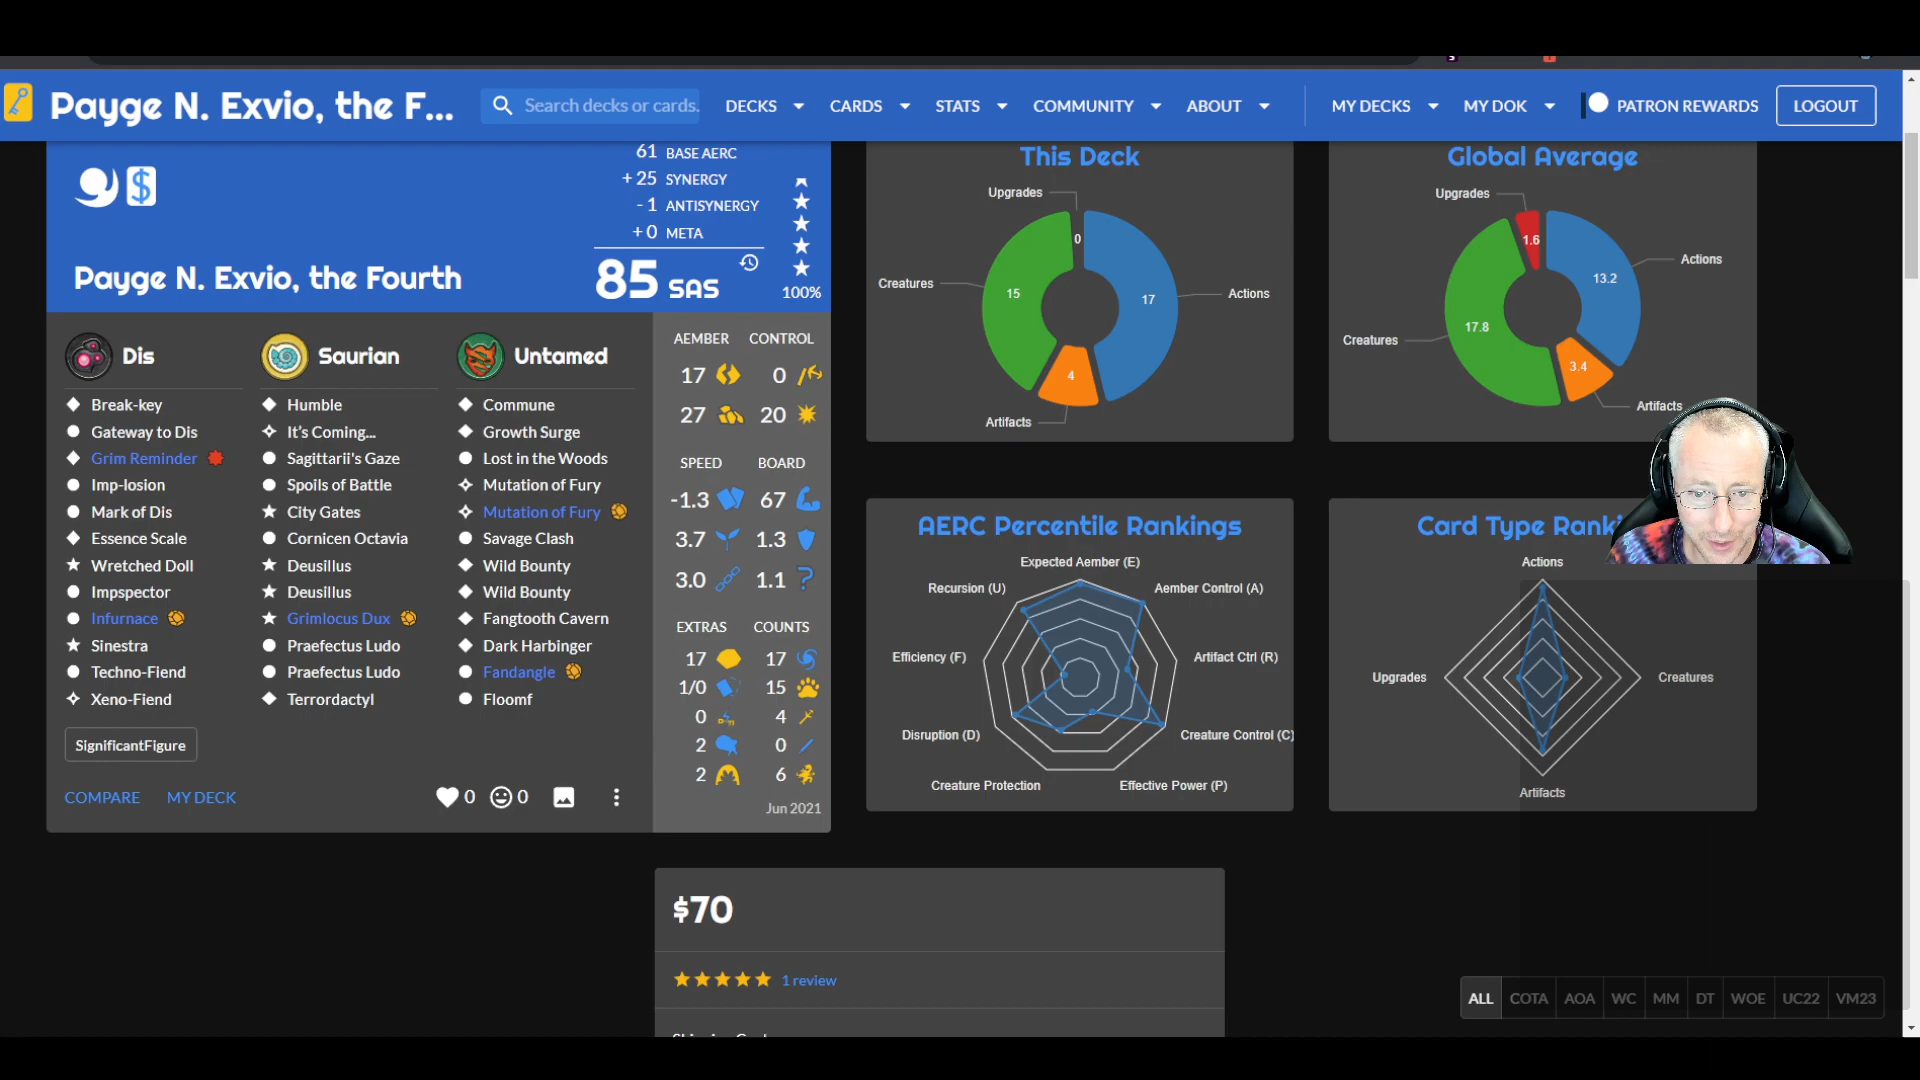 Payge N. Exvio, the F...
Search decks or cards.
DECKS
CARDS
STATS
COMMUNITY
ABOUT
MY DECKS
MY DOK
PATRON REWARDS
LOGOUT
61 BASE AERC
+ 25 SYNERGY
- 1 ANTISYNERGY
+ 0 META
85 SAS
100%
Payge N. Exvio, the Fourth
Dis
Break-key
Gateway to Dis
Grim Reminder
Imp-losion
Mark of Dis
Essence Scale
Wretched Doll
Impspector
Infurnace
Sinestra
Techno-Fiend
Xeno-Fiend
Saurian
Humble
It's Coming...
Sagittarii's Gaze
Spoils of Battle
City Gates
Cornicen Octavia
Deusillus
Deusillus
Grimlocus Dux
Praefectus Ludo
Praefectus Ludo
Terrordactyl
Untamed
Commune
Growth Surge
Lost in the Woods
Mutation of Fury
Mutation of Fury
Savage Clash
Wild Bounty
Wild Bounty
Fangtooth Cavern
Dark Harbinger
Fandangle
Floomf
SignificantFigure
COMPARE
MY DECK
0
0
AEMBER CONTROL
17 0
27 20
SPEED BOARD
-1.3 67
3.7 1.3
3.0 1.1
EXTRAS COUNTS
17 17
1/0 15
0 4
2 0
2 6
Jun 2021
This Deck
Upgrades
0
Creatures
15
17
Actions
4
Artifacts
Global Average
Upgrades
1.6
Actions
13.2
17.8
Creatures
3.4
Artifacts
AERC Percentile Rankings
Expected Aember (E)
Recursion (U)
Aember Control (A)
Efficiency (F)
Artifact Ctrl (R)
Disruption (D)
Creature Control (C)
Creature Protection
Effective Power (P)
Card Type Ranki
Actions
Upgrades
Creatures
Artifacts
$70
1 review
ALL
COTA
AOA
WC
MM
DT
WOE
UC22
VM23